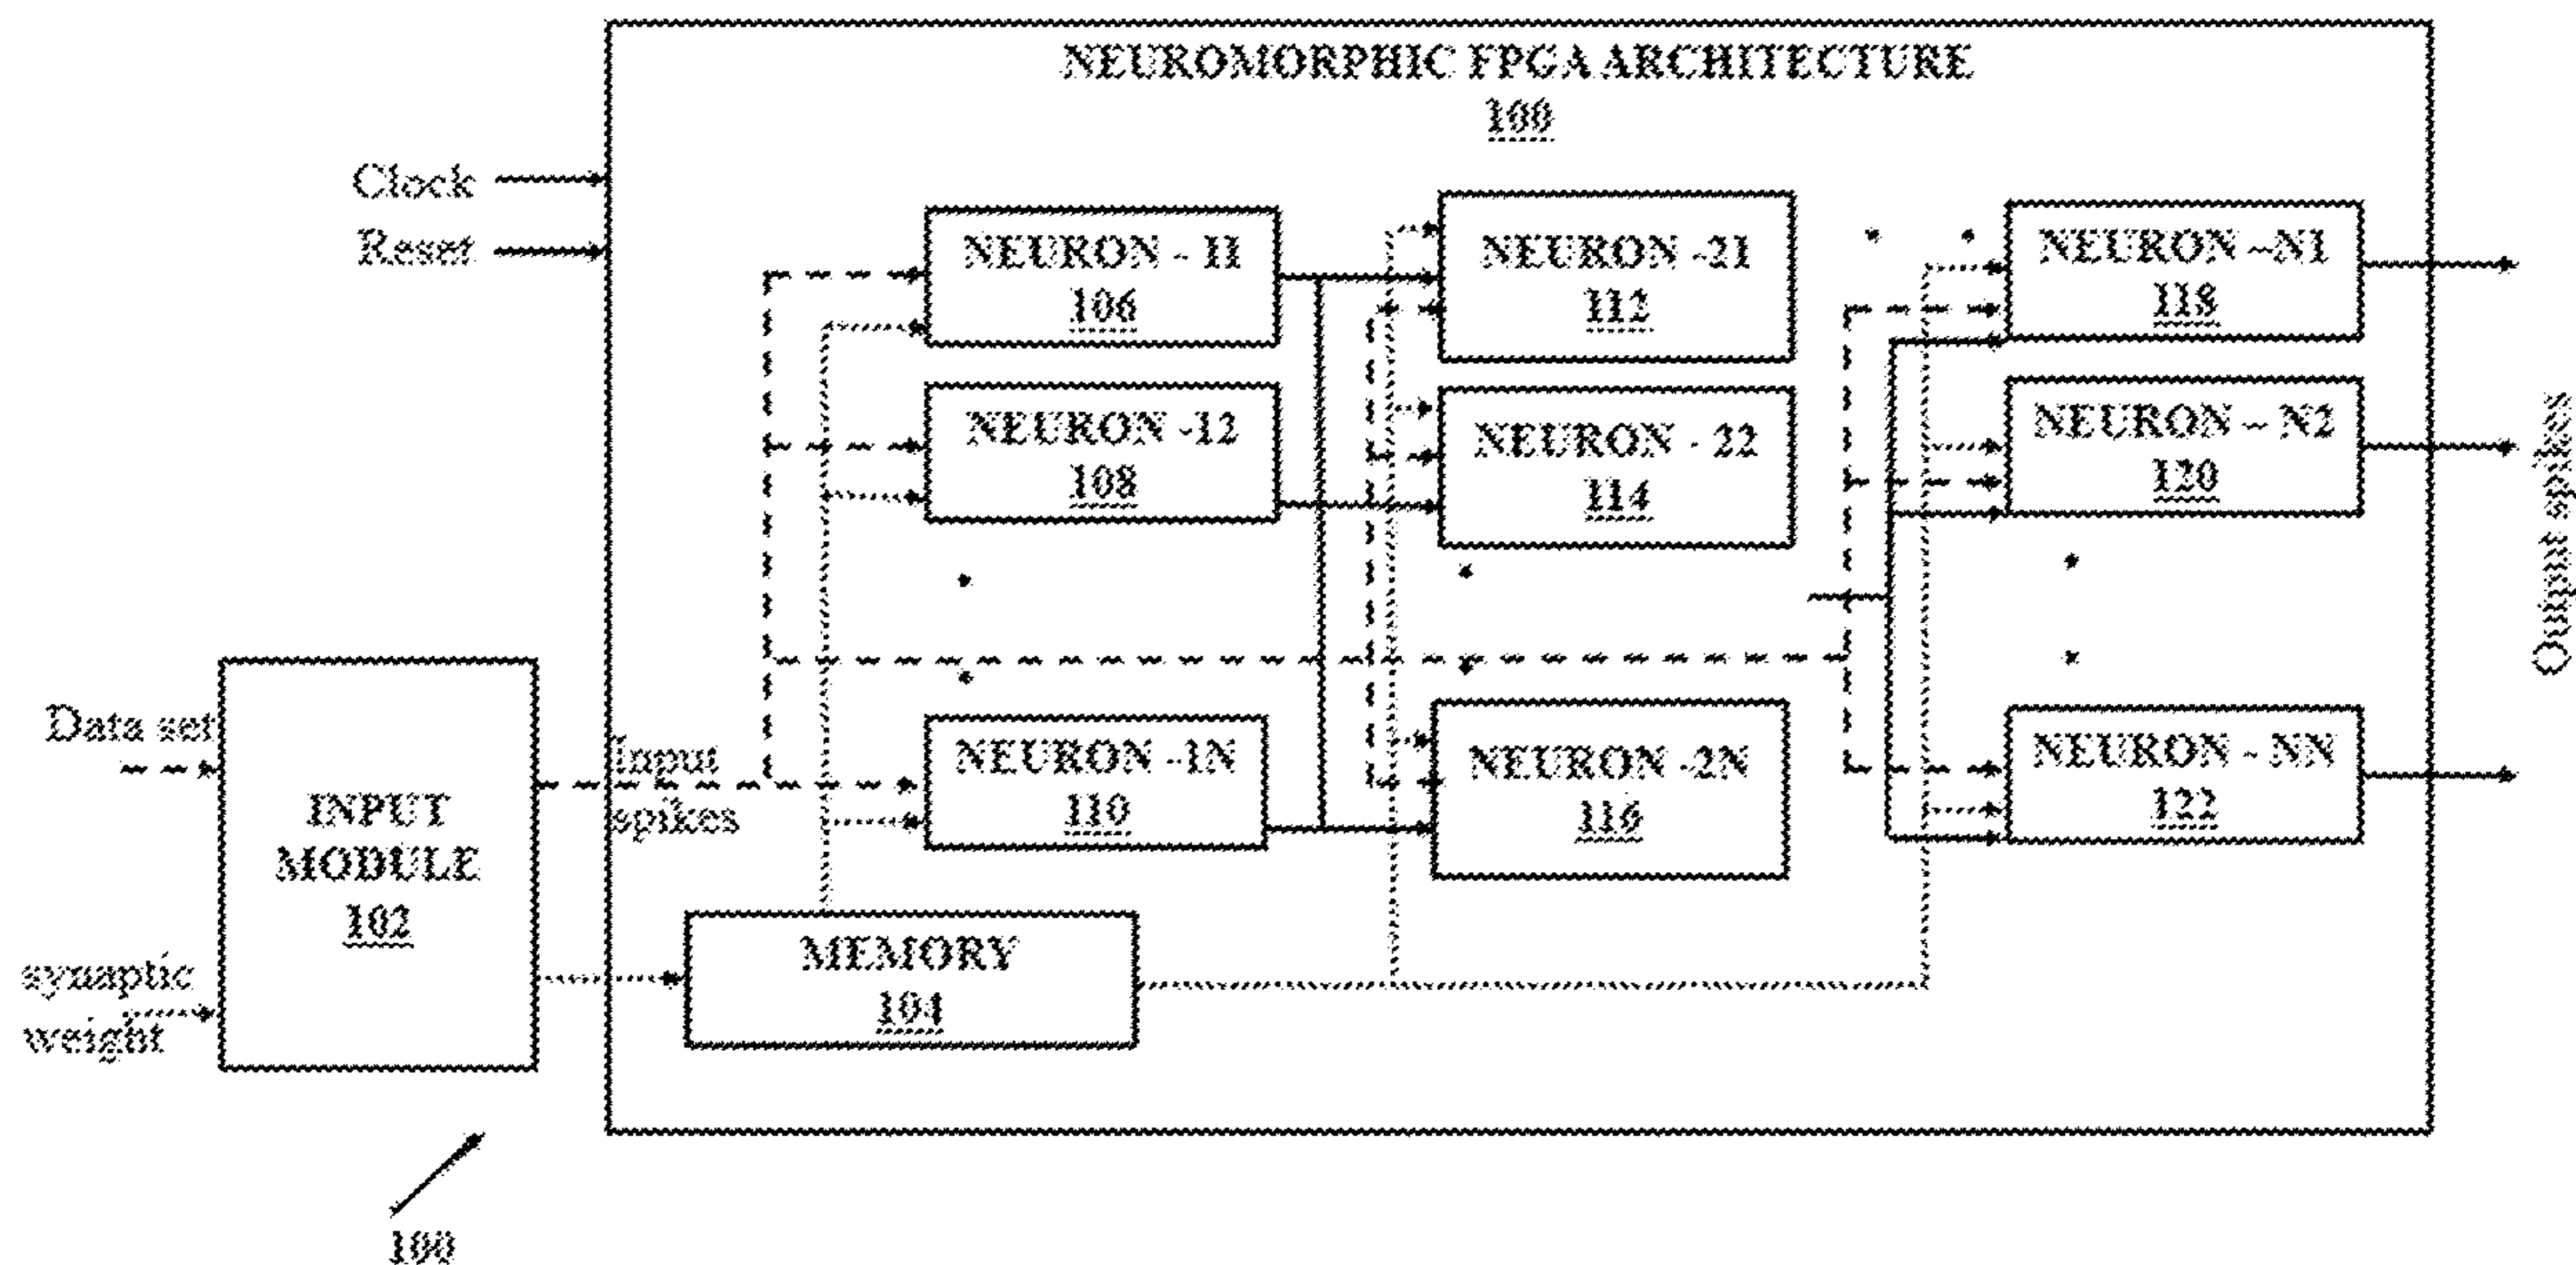 NEUROMORPHIC FPGA ARCHITECTURE
100
Clock
Reset
NEURON - 11
106
NEURON -21
112
NEURON –N1
118
NEURON -12
108
NEURON - 22
114
NEURON – N2
120
Output spikes
Data set
INPUT
MODULE
102
Input
spikes
NEURON -1N
110
NEURON -2N
116
NEURON - NN
122
synaptic
weight
MEMORY
104
100